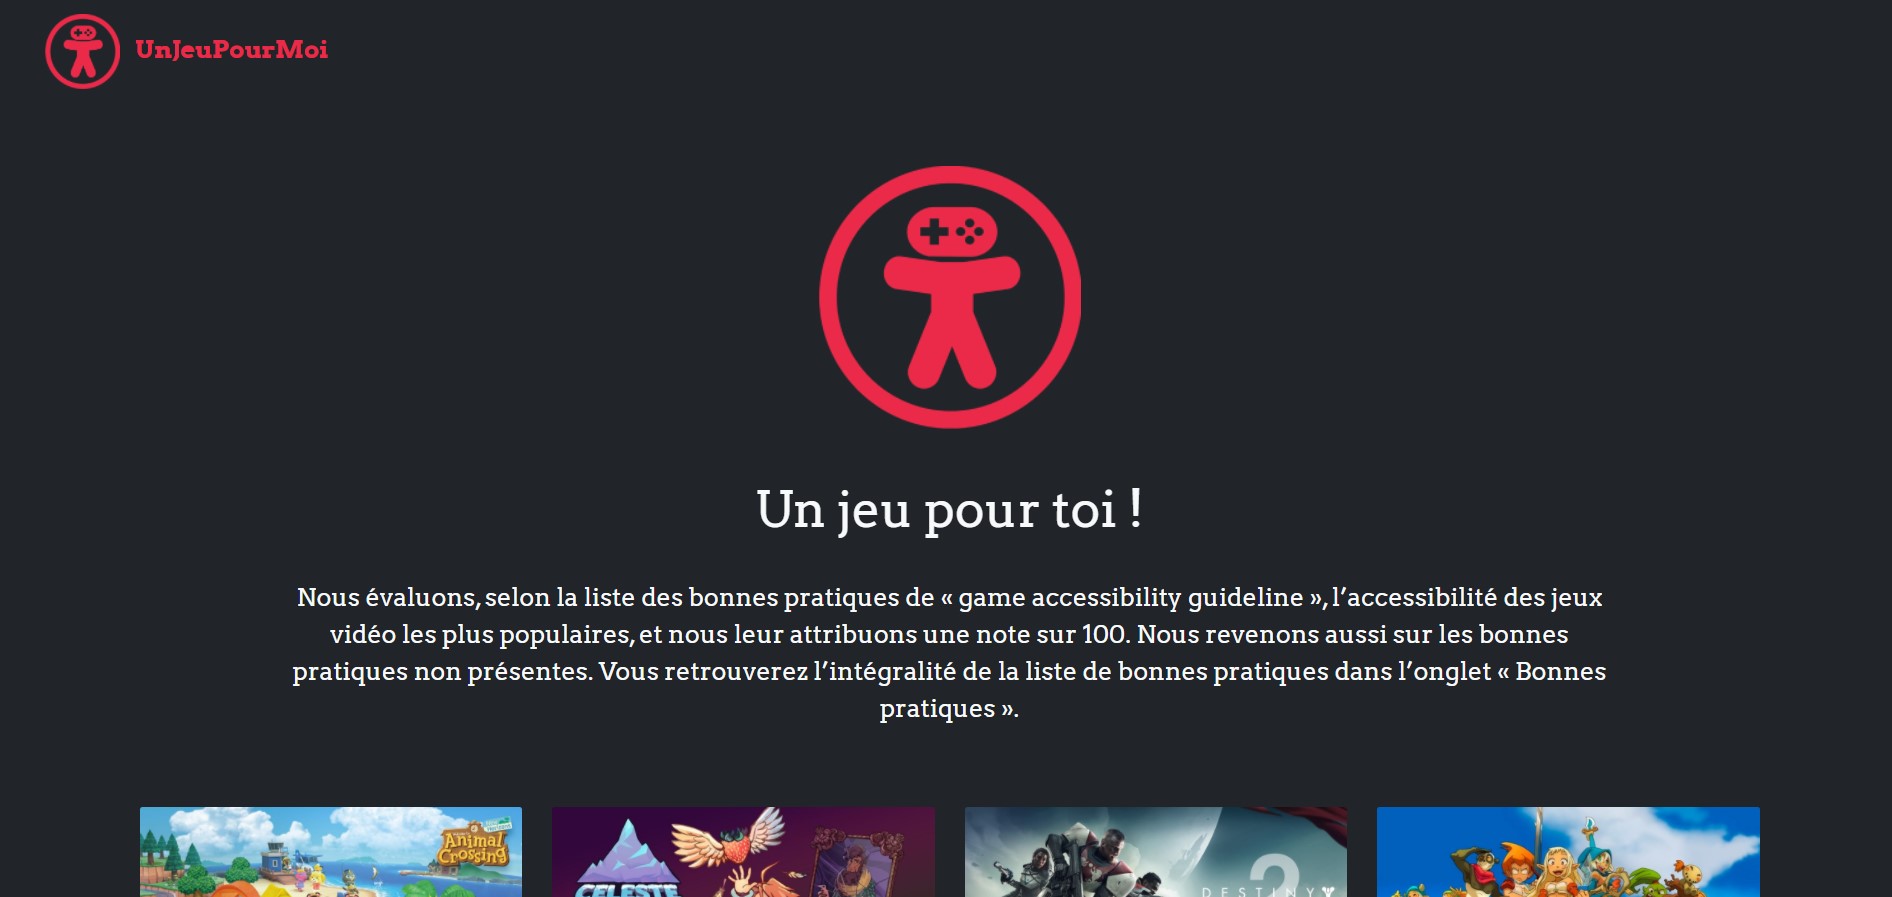 UnJeuPourMoi
Un jeu pour toi !
Nous évaluons, selon la liste des bonnes pratiques de « game accessibility guideline », l’accessibilité des jeux
vidéo les plus populaires, et nous leur attribuons une note sur 100. Nous revenons aussi sur les bonnes
pratiques non présentes. Vous retrouverez l’intégralité de la liste de bonnes pratiques dans l’onglet « Bonnes
pratiques ».
Animal
Crossing
CELESTE
DESTINY 2